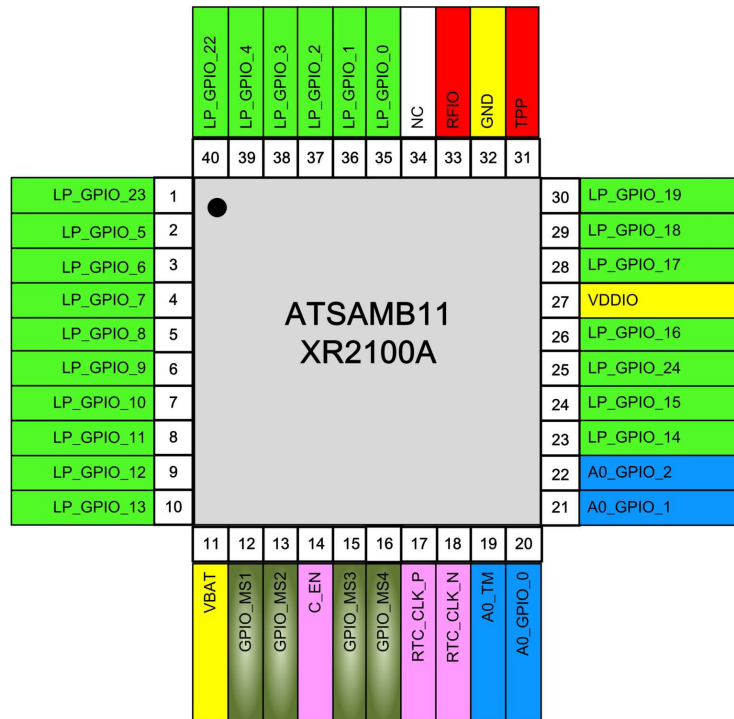 LP_GPIO_22
LP_GPIO_4
LP_GPIO_3
LP_GPIO_2
LP_GPIO_1
LP_GPIO_0
NC
RFIO
GND
TPP
40 39 38 37 36 35 34 33 32 31
LP_GPIO_23 1
LP_GPIO_5 2
LP_GPIO_6 3
LP_GPIO_7 4
LP_GPIO_8 5
LP_GPIO_9 6
LP_GPIO_10 7
LP_GPIO_11 8
LP_GPIO_12 9
LP_GPIO_13 10
ATSAMB11
XR2100A
30 LP_GPIO_19
29 LP_GPIO_18
28 LP_GPIO_17
27 VDDIO
26 LP_GPIO_16
25 LP_GPIO_24
24 LP_GPIO_15
23 LP_GPIO_14
22 A0_GPIO_2
21 A0_GPIO_1
11 12 13 14 15 16 17 18 19 20
VBAT
GPIO_MS1
GPIO_MS2
C_EN
GPIO_MS3
GPIO_MS4
RTC_CLK_P
RTC_CLK_N
A0_TM
A0_GPIO_0